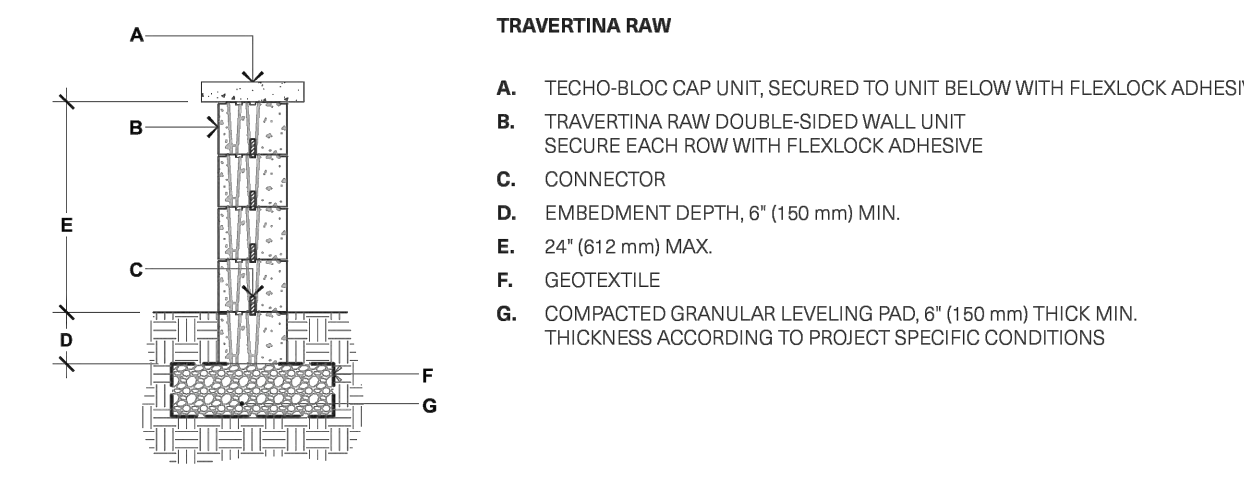 TRAVERTINA RAW
A. TECHO-BLOC CAP UNIT, SECURED TO UNIT BELOW WITH FLEXLOCK
B. TRAVERTINA RAW DOUBLE-SIDED WALL UNIT
SECURE EACH ROW WITH FLEXLOCK ADHESIVE
C. CONNECTOR
D. EMBEDMENT DEPTH, 6" (150 mm) MIN.
E. 24" (612 mm) MAX.
F. GEOTEXTILE
G. COMPACTED GRANULAR LEVELING PAD, 6" (150 mm) THICK MIN.
THICKNESS ACCORDING TO PROJECT SPECIFIC CONDITIONS
A
B
E
C
D
F
G